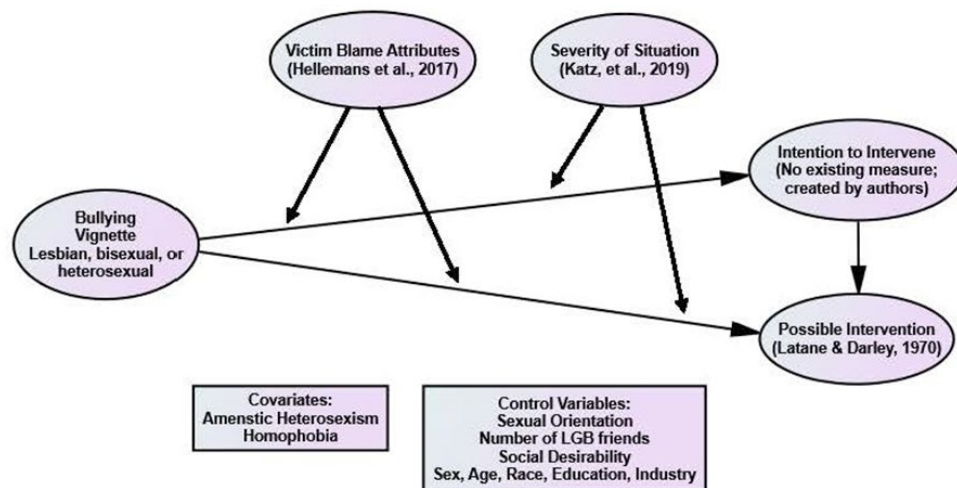 Victim Blame Attributes
(Hellemans et al., 2017)
Severity of Situation
(Katz, et al., 2019)
Intention to Intervene
(No existing measure;
created by authors)
Bullying
Vignette
Lesbian, bisexual, or
heterosexual
Possible Intervention
(Latane & Darley, 1970)
Covariates:
Amenstic Heterosexism
Homophobia
Control Variables:
Sexual Orientation
Number of LGB friends
Social Desirability
Sex, Age, Race, Education, Industry